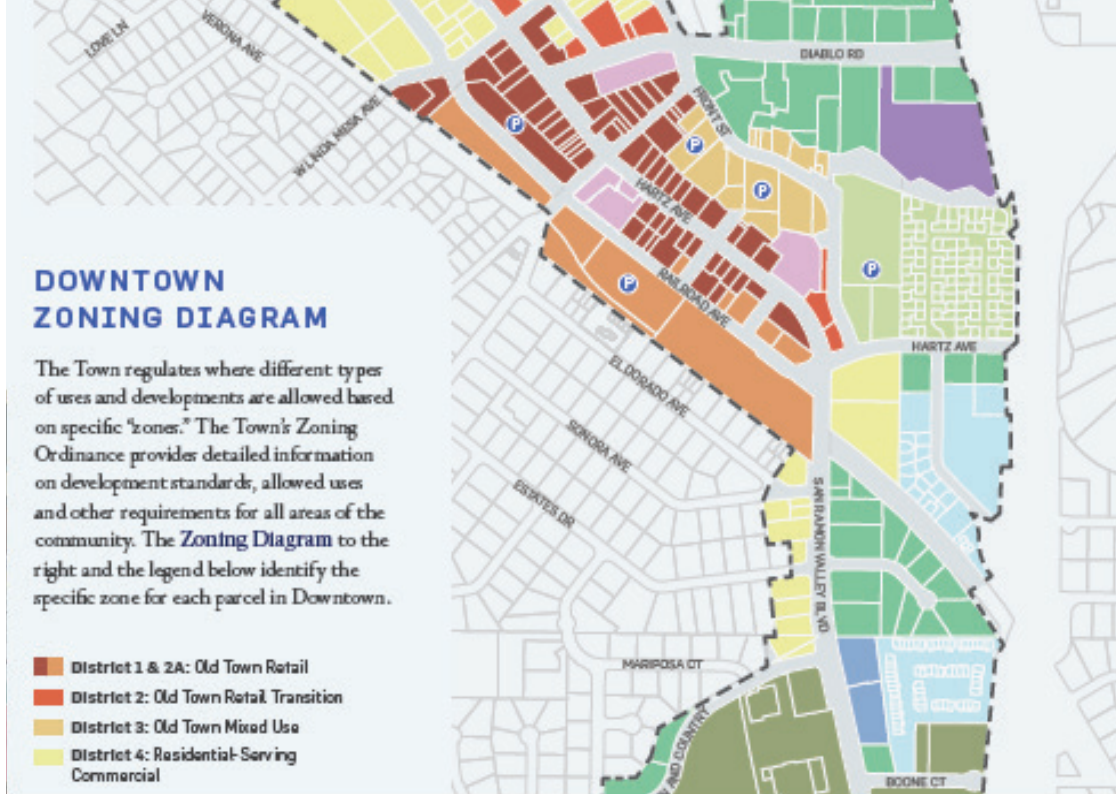 LOVE LN
VERONA AVE
DIABLO RD
FRONT ST
W LINDA MESA AVE
P
P
P
HARTZ AVE
P
P
RAILROAD AVE
HARTZ AVE
EL DORADO AVE
SONORA AVE
ESTATES DR
SAN RAMON VALLEY BLVD
MARIPOSA CT
AND COUNTRY
BOONE CT
DOWNTOWN
ZONING DIAGRAM
The Town regulates where different types
of uses and developments are allowed based
on specific “zones.” The Town’s Zoning
Ordinance provides detailed information
on development standards, allowed uses
and other requirements for all areas of the
community. The Zoning Diagram to the
right and the legend below identify the
specific zone for each parcel in Downtown.
District 1 & 2A: Old Town Retail
District 2: Old Town Retail Transition
District 3: Old Town Mixed Use
District 4: Residential-Serving
Commercial